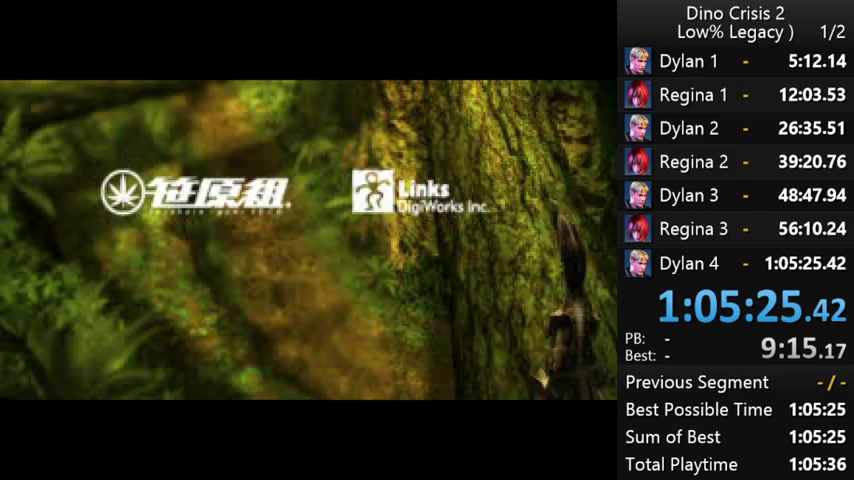 笹原組
Links
DigiWorks Inc.
Dino Crisis 2
Low% Legacy ) 1/2
Dylan 1 - 5:12.14
Regina 1 - 12:03.53
Dylan 2 - 26:35.51
Regina 2 - 39:20.76
Dylan 3 - 48:47.94
Regina 3 - 56:10.24
Dylan 4 - 1:05:25.42
1:05:25.42
PB: -
Best: - 9:15.17
Previous Segment - / -
Best Possible Time 1:05:25
Sum of Best 1:05:25
Total Playtime 1:05:36